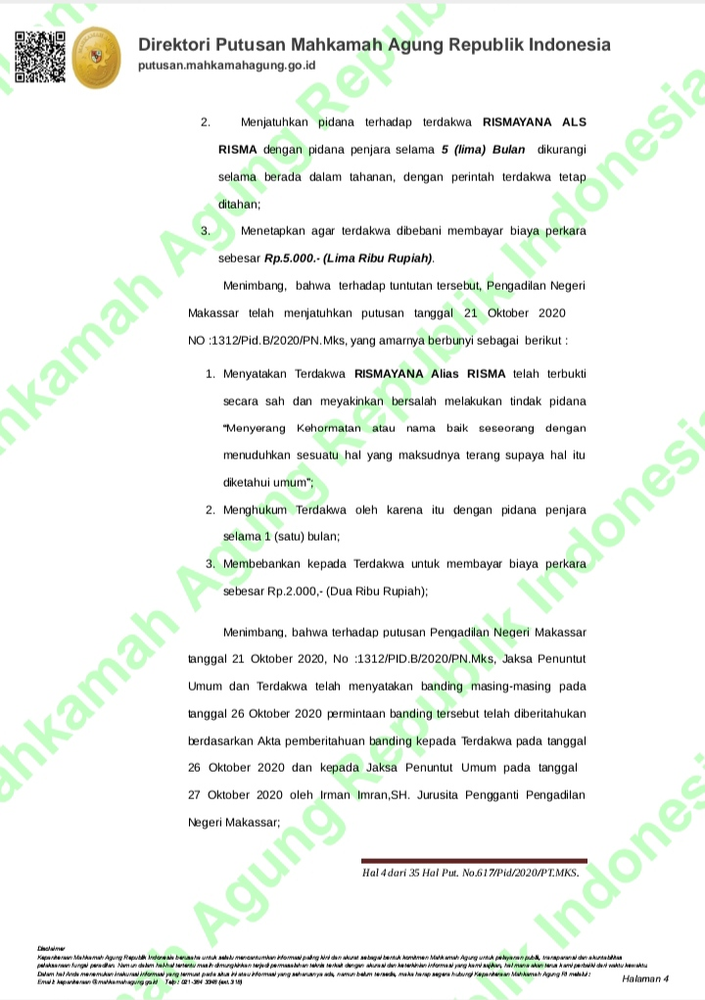 Direktori Putusan Mahkamah Agung Republik Indonesia
putusan.mahkamahagung.go.id
2. Menjatuhkan pidana terhadap terdakwa RISMAYANA ALS
RISMA dengan pidana penjara selama 5 (lima) Bulan dikurangi
selama berada dalam tahanan, dengan perintah terdakwa tetap
ditahan;
3. Menetapkan agar terdakwa dibebani membayar biaya perkara
sebesar Rp.5.000.- (Lima Ribu Rupiah).
Menimbang, bahwa terhadap tuntutan tersebut, Pengadilan Negeri
Makassar telah menjatuhkan putusan tanggal 21 Oktober 2020
NO :1312/Pid.B/2020/PN.Mks, yang amarnya berbunyi sebagai berikut :
1. Menyatakan Terdakwa RISMAYANA Alias RISMA telah terbukti
secara sah dan meyakinkan bersalah melakukan tindak pidana
"Menyerang Kehormatan atau nama baik seseorang dengan
menuduhkan sesuatu hal yang maksudnya terang supaya hal itu
diketahui umum";
2. Menghukum Terdakwa oleh karena itu dengan pidana penjara
selama 1 (satu) bulan;
3. Membebankan kepada Terdakwa untuk membayar biaya perkara
sebesar Rp.2.000,- (Dua Ribu Rupiah);
Menimbang, bahwa terhadap putusan Pengadilan Negeri Makassar
tanggal 21 Oktober 2020, No :1312/PID.B/2020/PN.Mks, Jaksa Penuntut
Umum dan Terdakwa telah menyatakan banding masing-masing pada
tanggal 26 Oktober 2020 permintaan banding tersebut telah diberitahukan
berdasarkan Akta pemberitahuan banding kepada Terdakwa pada tanggal
26 Oktober 2020 dan kepada Jaksa Penuntut Umum pada tanggal
27 Oktober 2020 oleh Irman Imran,SH. Jurusita Pengganti Pengadilan
Negeri Makassar;
Hal 4 dari 35 Hal Put. No.617/Pid/2020/PT.MKS.
Disclaimer
Kepaniteraan Mahkamah Agung Republik Indonesia berusaha untuk selalu mencantumkan informasi paling kini dan akurat sebagai bentuk komitmen Mahkamah Agung untuk pelayanan publik, transparansi dan akuntabilitas
pelaksanaan fungsi peradilan. Namun dalam hal-hal tertentu masih dimungkinkan terjadi permasalahan teknis terkait dengan akurasi dan keterkinian informasi yang kami sajikan, hal mana akan terus kami perbaiki dari waktu kewaktu.
Dalam hal Anda menemukan inakurasi informasi yang termuat pada situs ini atau informasi yang seharusnya ada, namun belum tersedia, maka harap segera hubungi Kepaniteraan Mahkamah Agung RI melalui :
Email : kepaniteraan@mahkamahagung.go.id Telp : 021-384 3348 (ext.318)
Halaman 4
Mahkamah Agung Republik Indonesia
Mahkamah Agung Republik Indonesia
Mahkamah Agung Republik Indonesia